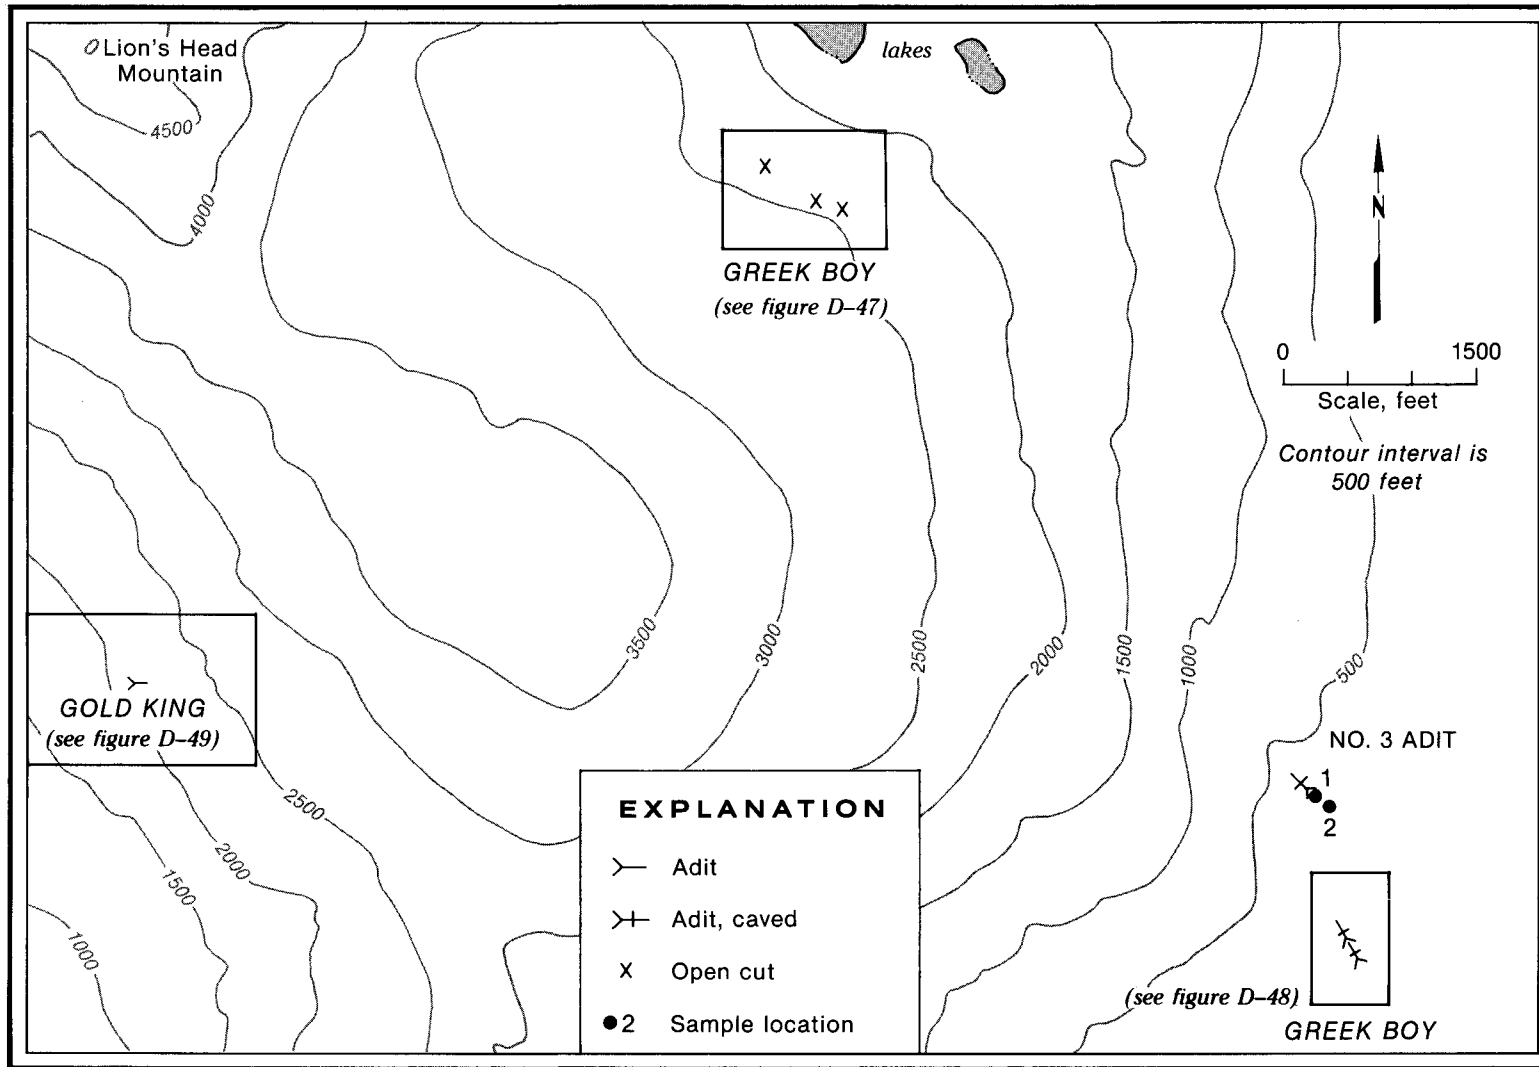 Lion's Head
Mountain
lakes
4500
4000
N
GREEK BOY
(see figure D–47)
0 1500
Scale, feet
Contour interval is
500 feet
3500
3000
2500
2000
1500
1000
500
GOLD KING
(see figure D–49)
NO. 3 ADIT
1
2
2500
2000
1500
1000
EXPLANATION
Adit
Adit, caved
Open cut
2 Sample location
(see figure D–48)
GREEK BOY